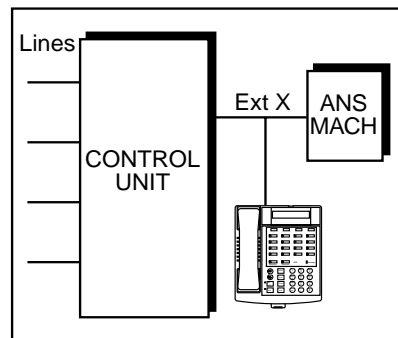 Lines
Ext X
ANS
MACH
CONTROL
UNIT